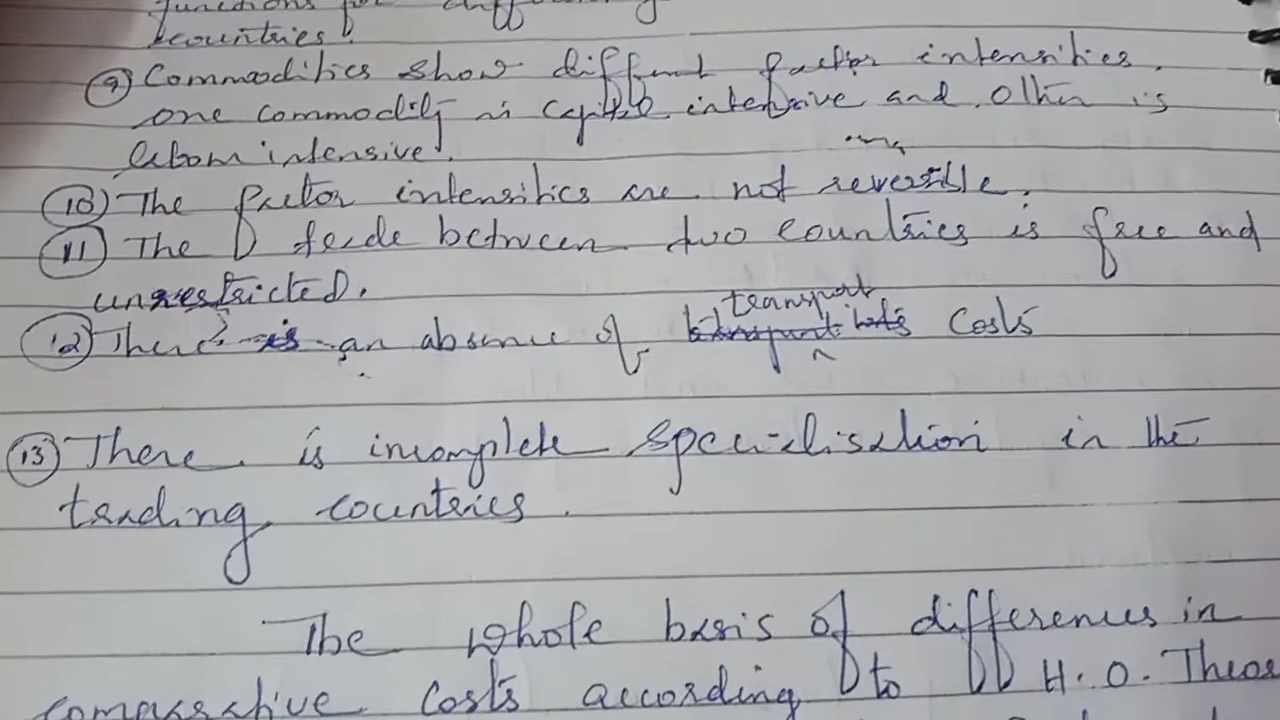 functions for differing
countries.
(9) Commodities show different factor intensities.
one commodity is capital intensive and other is
labour intensive.
(10) The factor intensities are not reversible.
(11) The trade between two countries is free and
unrestricted.
transport
(12) There is an absence of costs
(13) There is incomplete specialisation in the
trading countries.
The whole basis of differences in
comparative costs according to H.O. Theor